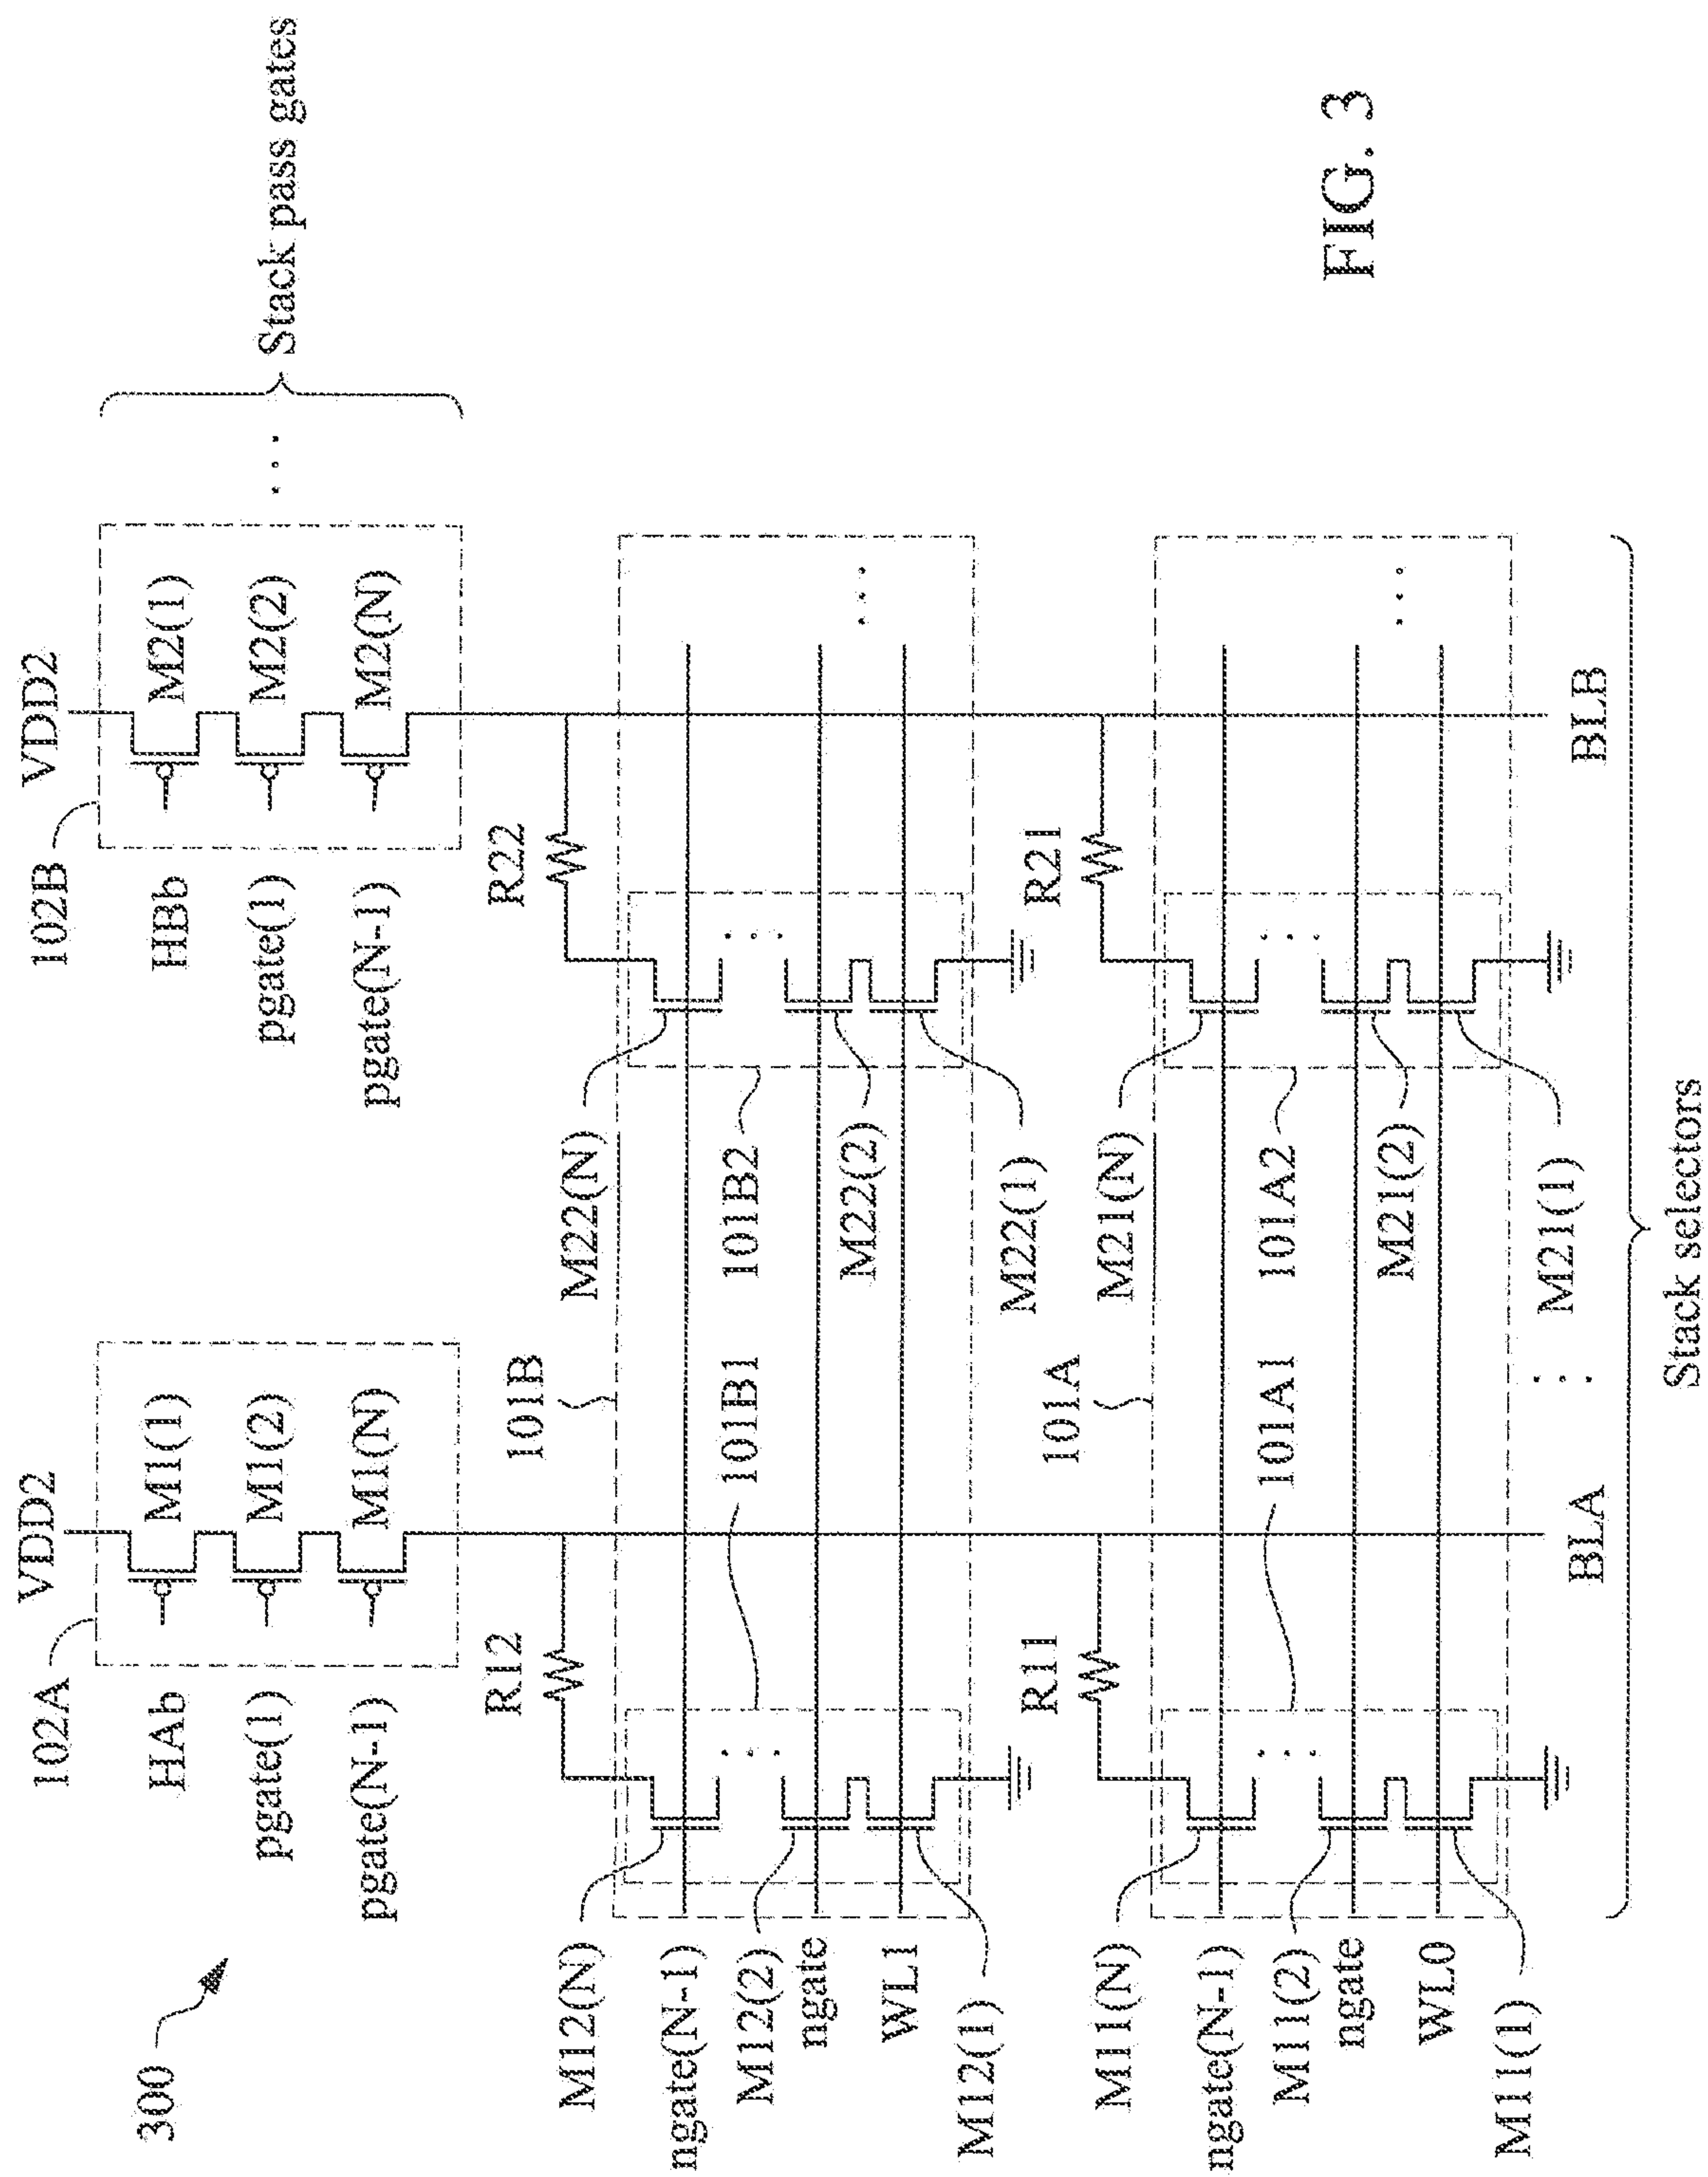 300
102A
VDD2
HAb
M1(1)
pgate(1)
M1(2)
pgate(N-1)
M1(N)
102B
VDD2
HBb
M2(1)
pgate(1)
M2(2)
pgate(N-1)
M2(N)
Stack pass gates
R12
101B
R22
M12(N)
ngate(N-1)
M12(2)
ngate
WL1
M12(1)
101B1
M22(N)
101B2
M22(2)
M22(1)
R11
101A
R21
M11(N)
ngate(N-1)
M11(2)
ngate
WL0
M11(1)
101A1
M21(N)
101A2
M21(2)
M21(1)
BLA
BLB
Stack selectors
FIG. 3